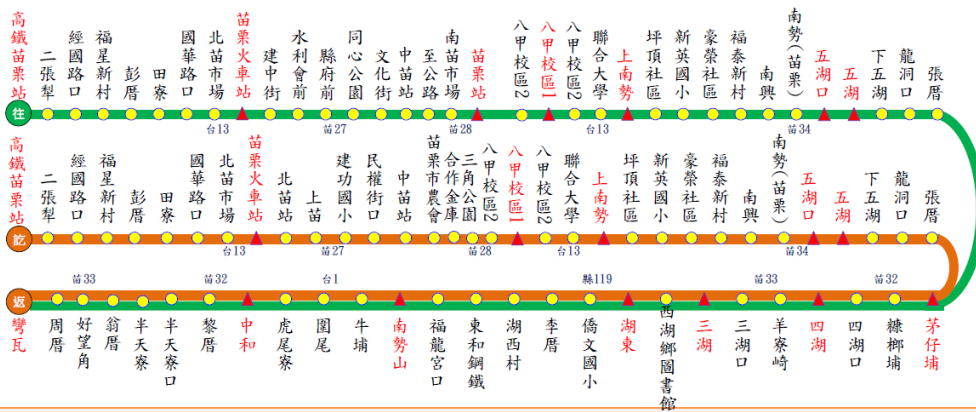 高鐵苗栗站
二張犁
經國路口
福星新村
彭厝
田寮
國華路口
北苗市場
苗栗火車站
建中街
水利會前
縣府前
同心公園
文化街
中苗站
至公路
南苗市場
苗栗站
八甲校區2
八甲校區1
八甲校區2
聯合大學
上南勢
坪頂社區
新英國小
豪榮社區
福泰新村
南興
南勢(苗栗)
五湖口
五湖
下五湖
龍洞口
張厝
往
台13
苗27
苗28
台13
苗34
高鐵苗栗站
二張犁
經國路口
福星新村
彭厝
田寮
國華路口
北苗市場
苗栗火車站
北苗站
上苗
建功國小
民權街口
中苗站
苗栗市農會
合作金庫
三角公園
八甲校區2
八甲校區1
八甲校區2
聯合大學
上南勢
坪頂社區
新英國小
豪榮社區
福泰新村
南興
南勢(苗栗)
五湖口
五湖
下五湖
龍洞口
張厝
訖
台13
苗27
苗28
台13
苗34
苗33
苗32
台1
縣119
苗33
苗32
返
彎瓦
周厝
好望角
翁厝
半天寮
半天寮口
黎厝
中和
虎尾寮
圍尾
牛埔
南勢山
福龍宮口
東和鋼鐵
湖西村
李厝
僑文國小
湖東
西湖鄉圖書館
三湖
三湖口
羊寮崎
四湖
四湖口
糠榔埔
茅仔埔